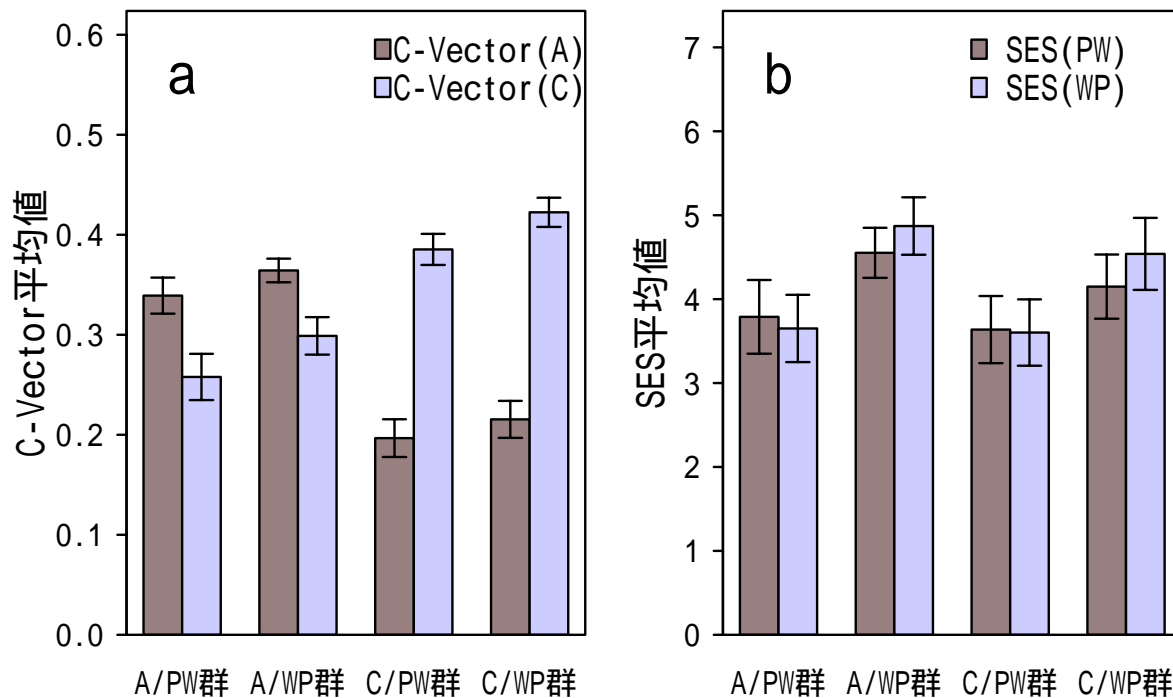 a
C-Vector(A)
C-Vector(C)
C-Vector平均値
0.6
0.5
0.4
0.3
0.2
0.1
0.0
A/PW群 A/WP群 C/PW群 C/WP群
b
SES(PW)
SES(WP)
SES平均値
7
6
5
4
3
2
1
0
A/PW群 A/WP群 C/PW群 C/WP群